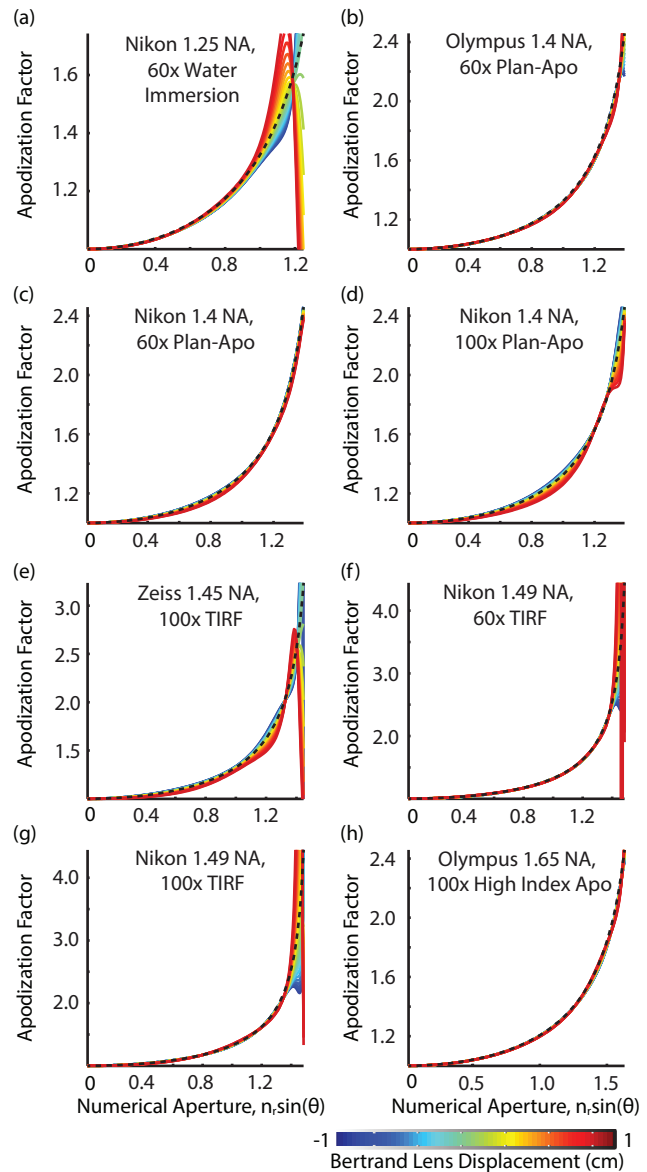 (a)
Nikon 1.25 NA,
60x Water
Immersion
Apodization Factor
1.6
1.4
1.2
0
0.4
0.8
1.2
(b)
Olympus 1.4 NA,
60x Plan-Apo
Apodization Factor
2.4
2.0
1.6
1.2
0
0.4
0.8
1.2
(c)
Nikon 1.4 NA,
60x Plan-Apo
Apodization Factor
2.4
2.0
1.6
1.2
0
0.4
0.8
1.2
(d)
Nikon 1.4 NA,
100x Plan-Apo
Apodization Factor
2.4
2.0
1.6
1.2
0
0.4
0.8
1.2
(e)
Zeiss 1.45 NA,
100x TIRF
Apodization Factor
3.0
2.5
2.0
1.5
0
0.4
0.8
1.2
(f)
Nikon 1.49 NA,
60x TIRF
Apodization Factor
4.0
3.0
2.0
0
0.4
0.8
1.2
(g)
Nikon 1.49 NA,
100x TIRF
Apodization Factor
4.0
3.0
2.0
0
0.4
0.8
1.2
Numerical Aperture, nᵣsin(θ)
(h)
Olympus 1.65 NA,
100x High Index Apo
Apodization Factor
2.4
2.0
1.6
1.2
0
0.5
1.0
1.5
Numerical Aperture, nᵣsin(θ)
-1
1
Bertrand Lens Displacement (cm)